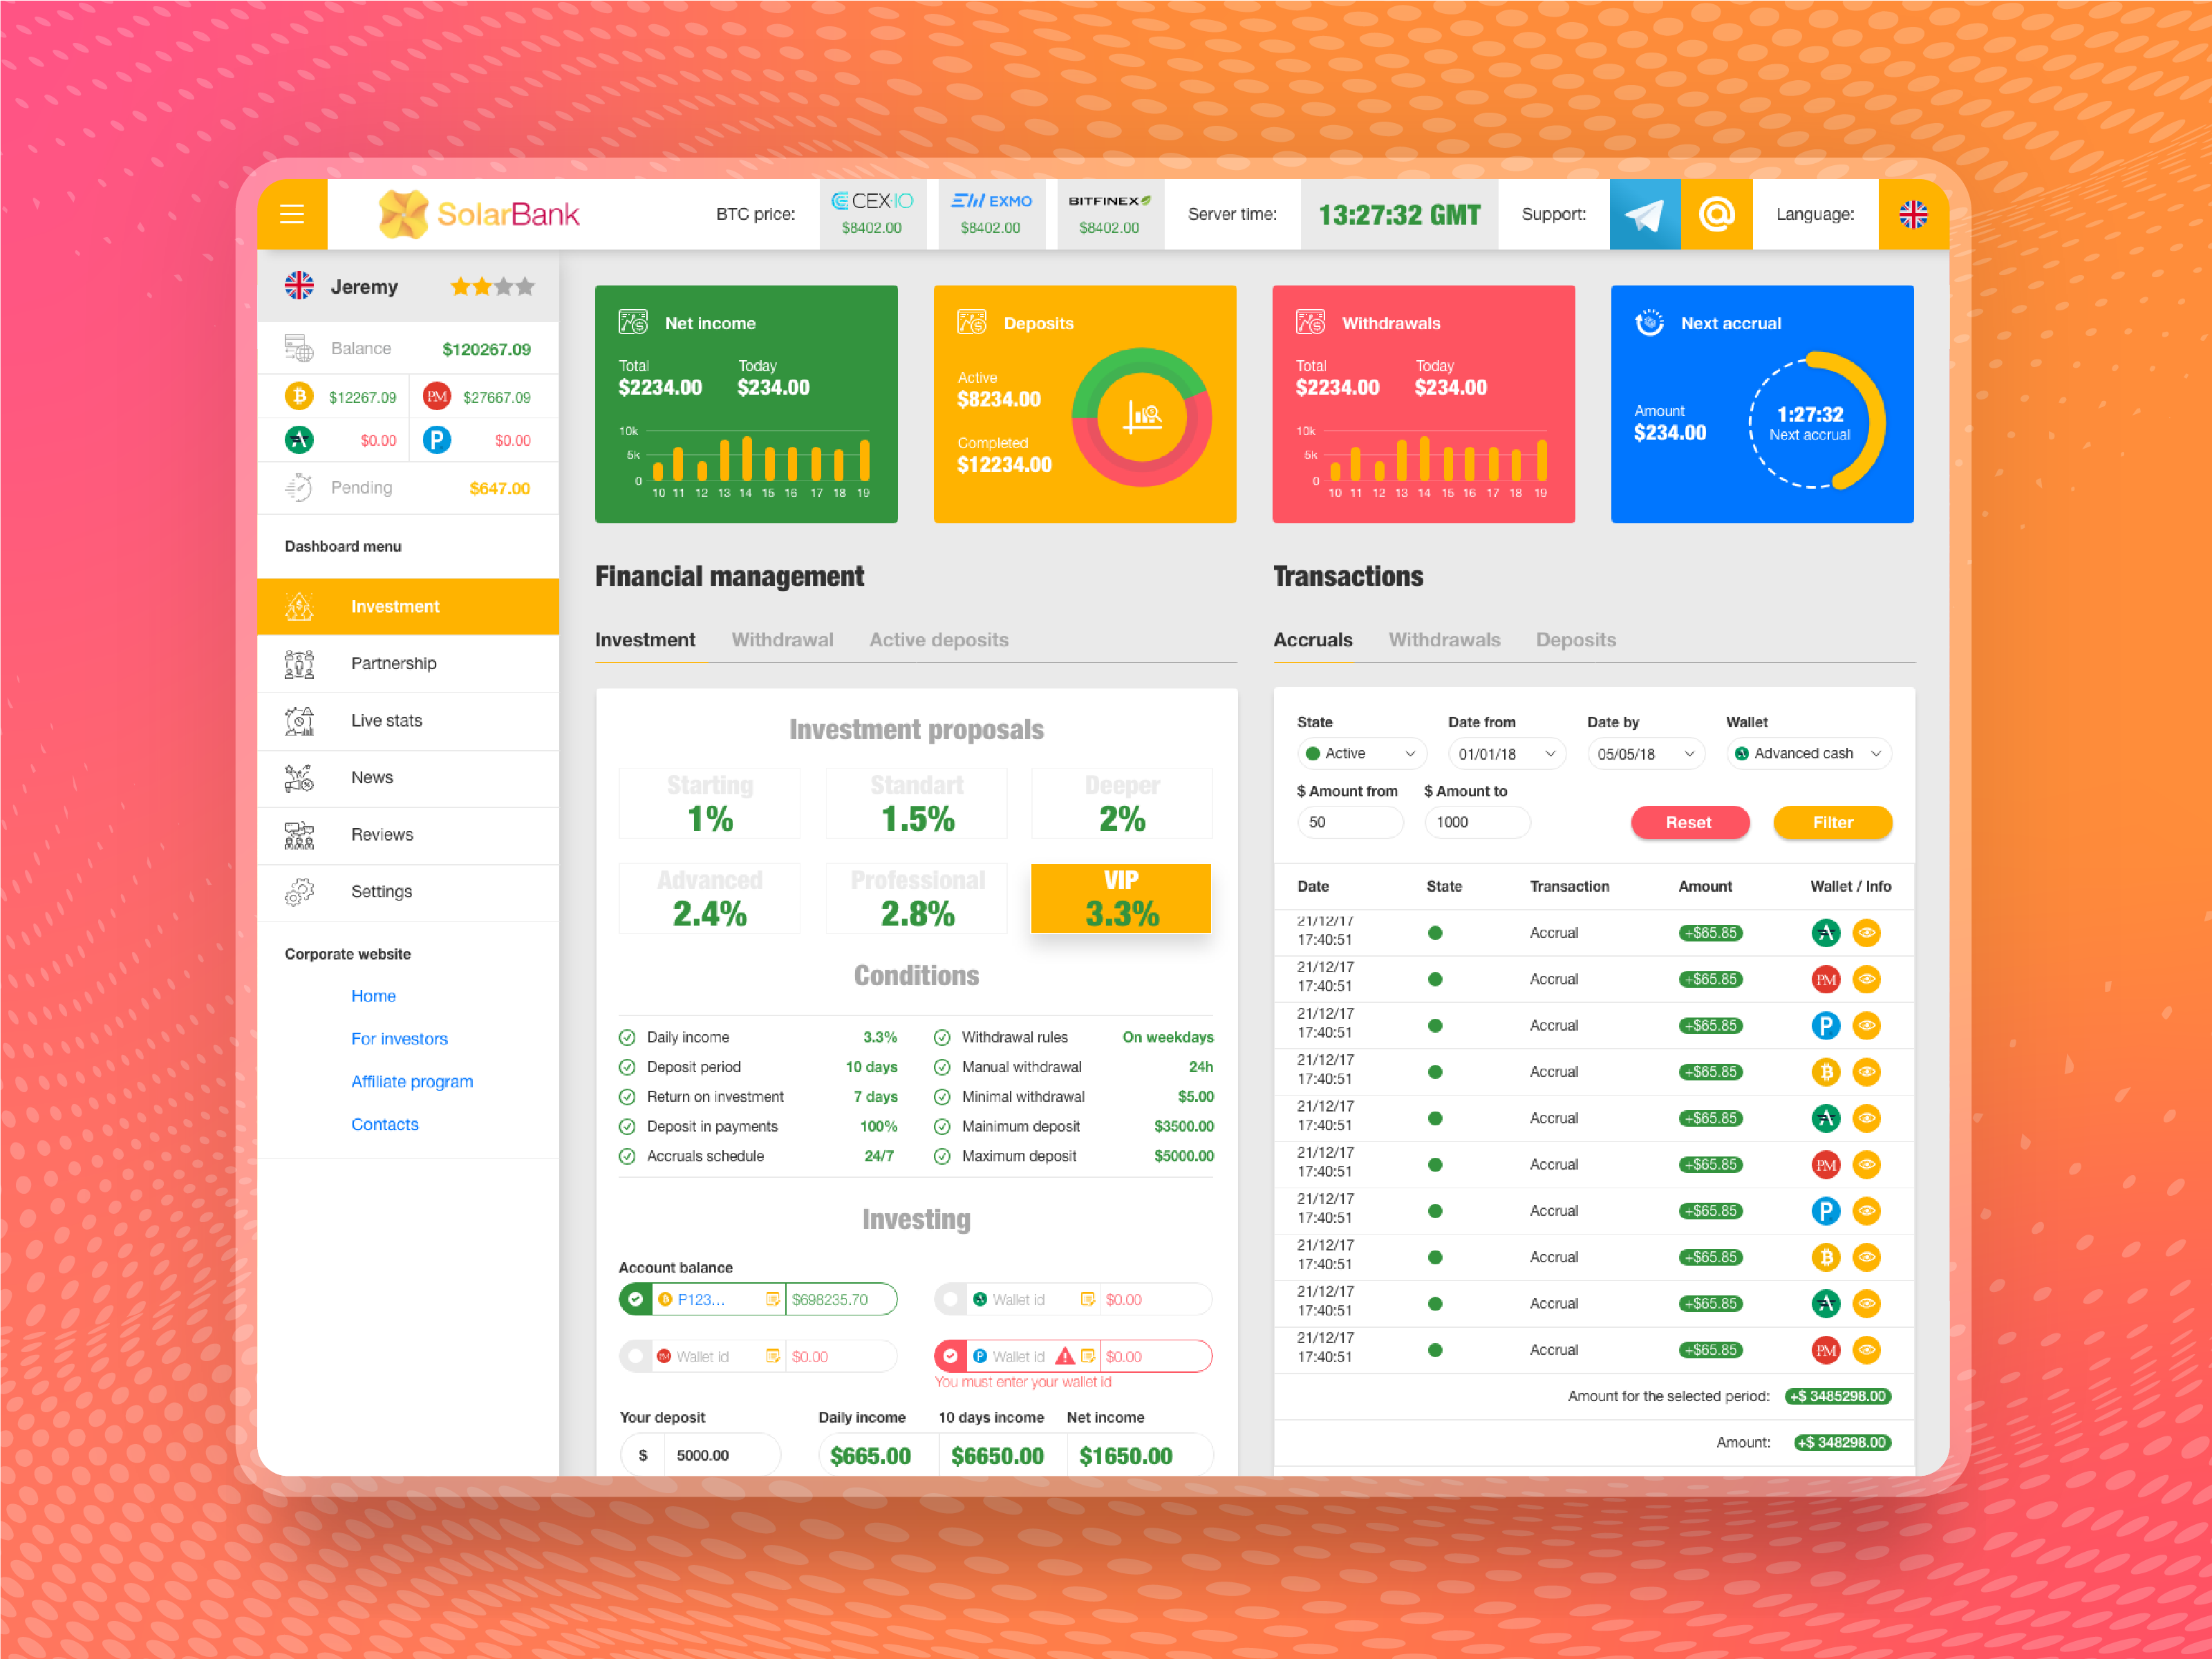 SolarBank
BTC price:
CEX·IO
$8402.00
EXMO
$8402.00
BITFINEX
$8402.00
Server time:
13:27:32 GMT
Support:
@
Language:
Jeremy
Balance
$120267.09
$12267.09
PM
$27667.09
$0.00
P
$0.00
Pending
$647.00
Dashboard menu
Investment
Partnership
Live stats
News
Reviews
Settings
Corporate website
Home
For investors
Affiliate program
Contacts
Net income
Total Today
$2234.00 $234.00
10k
5k
0
10 11 12 13 14 15 16 17 18 19
Deposits
Active
$8234.00
Completed
$12234.00
Withdrawals
Total Today
$2234.00 $234.00
10k
5k
0
10 11 12 13 14 15 16 17 18 19
Next accrual
Amount
$234.00
1:27:32
Next accrual
Financial management
Investment Withdrawal Active deposits
Investment proposals
Starting Standart Deeper
1% 1.5% 2%
Advanced Professional VIP
2.4% 2.8% 3.3%
Conditions
Daily income 3.3% Withdrawal rules On weekdays
Deposit period 10 days Manual withdrawal 24h
Return on investment 7 days Minimal withdrawal $5.00
Deposit in payments 100% Mainimum deposit $3500.00
Accruals schedule 24/7 Maximum deposit $5000.00
Investing
Account balance
P123... $698235.70 Wallet id $0.00
PM Wallet id $0.00 P Wallet id $0.00
You must enter your wallet id
Your deposit Daily income 10 days income Net income
$ 5000.00 $665.00 $6650.00 $1650.00
Transactions
Accruals Withdrawals Deposits
State Date from Date by Wallet
Active 01/01/18 05/05/18 Advanced cash
$ Amount from $ Amount to
50 1000 Reset Filter
Date State Transaction Amount Wallet / Info
21/12/17
17:40:51 Accrual +$65.85
21/12/17
17:40:51 Accrual +$65.85 PM
21/12/17
17:40:51 Accrual +$65.85 P
21/12/17
17:40:51 Accrual +$65.85
21/12/17
17:40:51 Accrual +$65.85
21/12/17
17:40:51 Accrual +$65.85 PM
21/12/17
17:40:51 Accrual +$65.85 P
21/12/17
17:40:51 Accrual +$65.85
21/12/17
17:40:51 Accrual +$65.85
21/12/17
17:40:51 Accrual +$65.85 PM
Amount for the selected period: +$ 3485298.00
Amount: +$ 348298.00